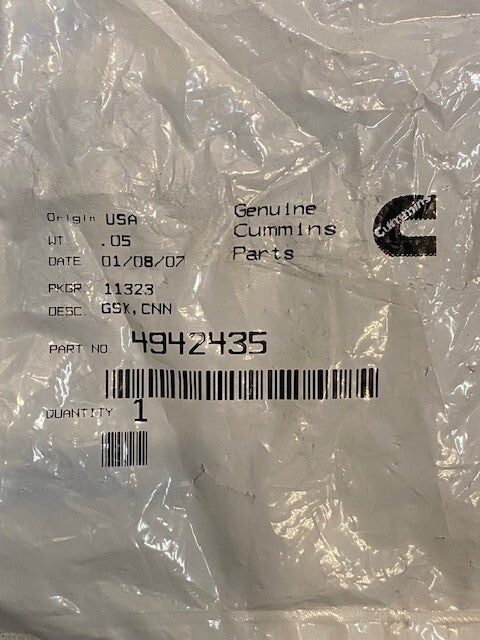 Origin USA
WT. .05
DATE 01/08/07
PKGR. 11323
DESC. GSK,CNN
PART NO. 4942435
QUANTITY 1
Genuine
Cummins
Parts
Cummins